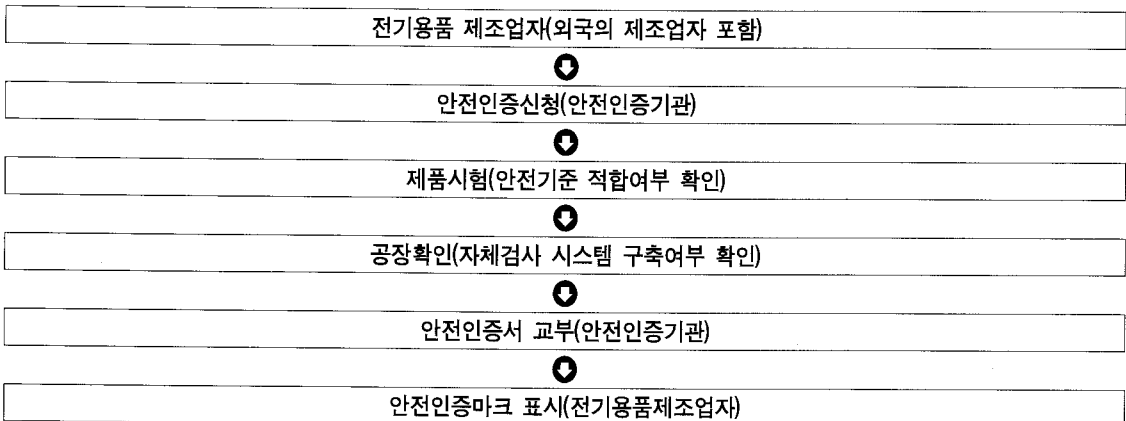 전기용품 제조업자(외국의 제조업자 포함)
안전인증신청(안전인증기관)
제품시험(안전기준 적합여부 확인)
공장확인(자체검사 시스템 구축여부 확인)
안전인증서 교부(안전인증기관)
안전인증마크 표시(전기용품제조업자)